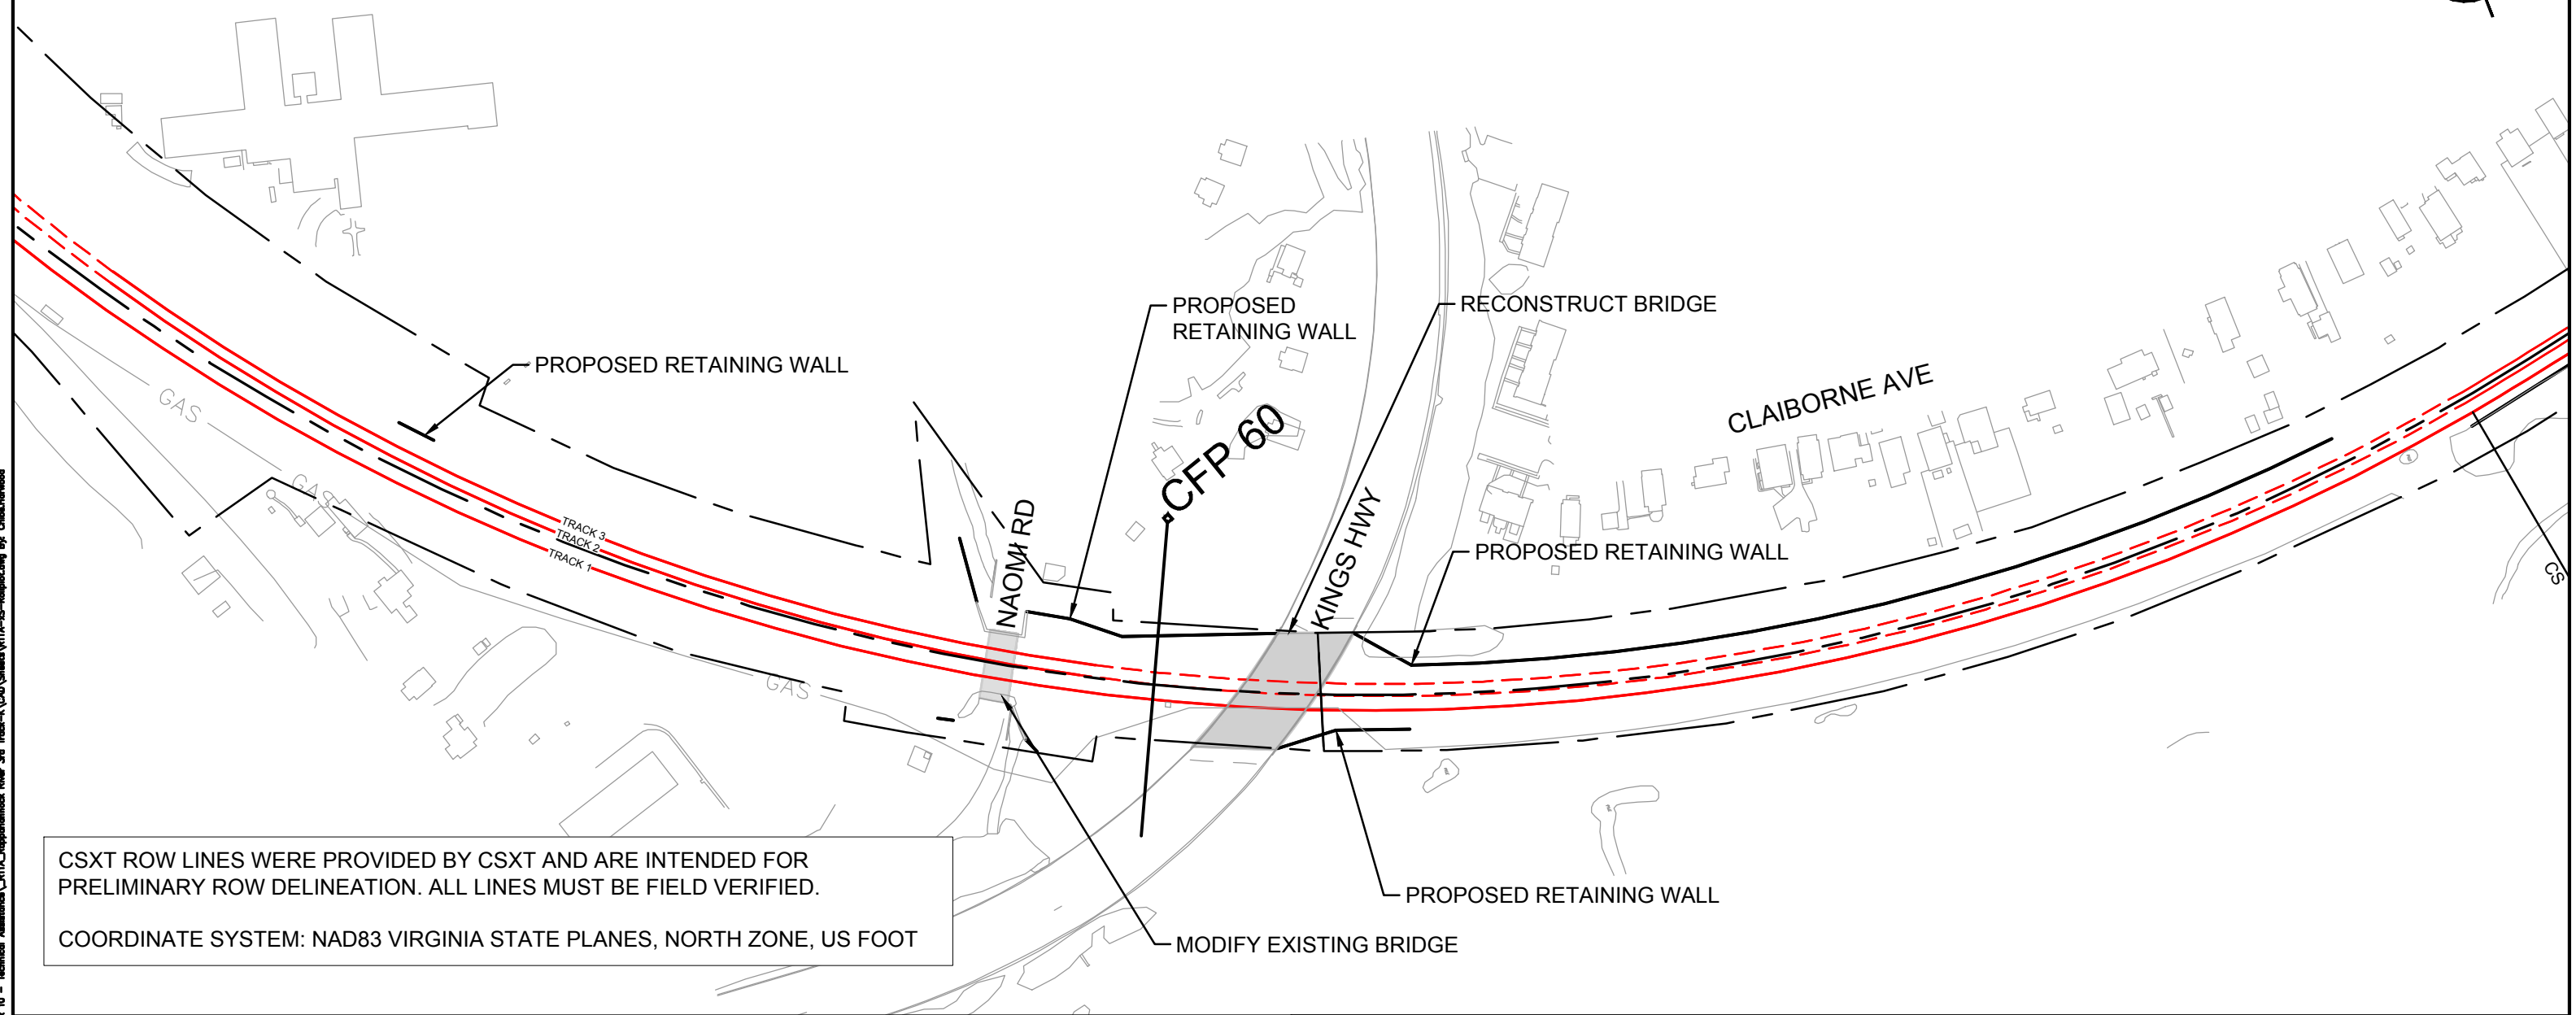 PROPOSED
RETAINING WALL
RECONSTRUCT BRIDGE
PROPOSED RETAINING WALL
GAS
CLAIBORNE AVE
CFP 60
GAS
KINGS HWY
NAOMI RD
TRACK 3
TRACK 2
TRACK 1
PROPOSED RETAINING WALL
CS
GAS
CSXT ROW LINES WERE PROVIDED BY CSXT AND ARE INTENDED FOR
PRELIMINARY ROW DELINEATION. ALL LINES MUST BE FIELD VERIFIED.
COORDINATE SYSTEM: NAD83 VIRGINIA STATE PLANES, NORTH ZONE, US FOOT
PROPOSED RETAINING WALL
MODIFY EXISTING BRIDGE